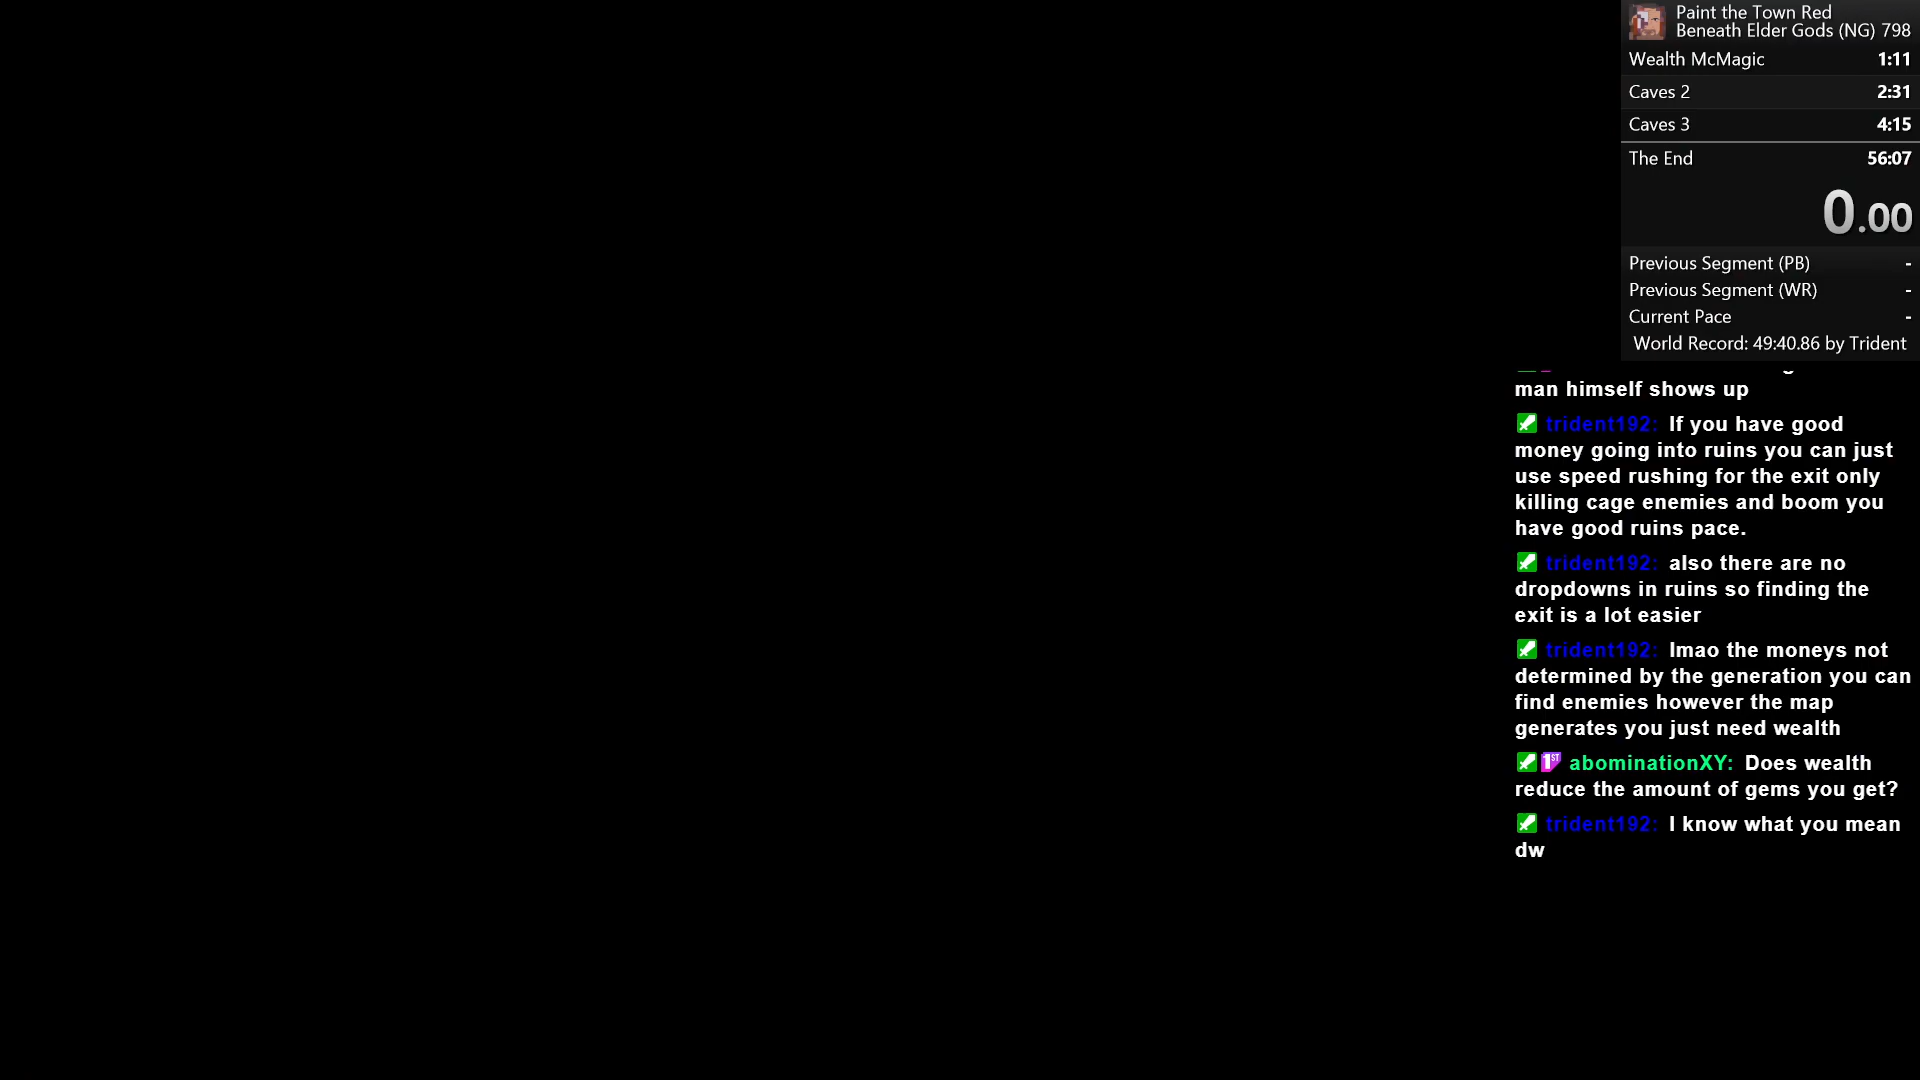 Paint the Town Red
Beneath Elder Gods (NG) 798
Wealth McMagic 1:11
Caves 2 2:31
Caves 3 4:15
The End 56:07
0.00
Previous Segment (PB) -
Previous Segment (WR) -
Current Pace -
World Record: 49:40.86 by Trident
man himself shows up
trident192: If you have good
money going into ruins you can just
use speed rushing for the exit only
killing cage enemies and boom you
have good ruins pace.
trident192: also there are no
dropdowns in ruins so finding the
exit is a lot easier
trident192: lmao the moneys not
determined by the generation you can
find enemies however the map
generates you just need wealth
1ST abominationXY: Does wealth
reduce the amount of gems you get?
trident192: I know what you mean
dw